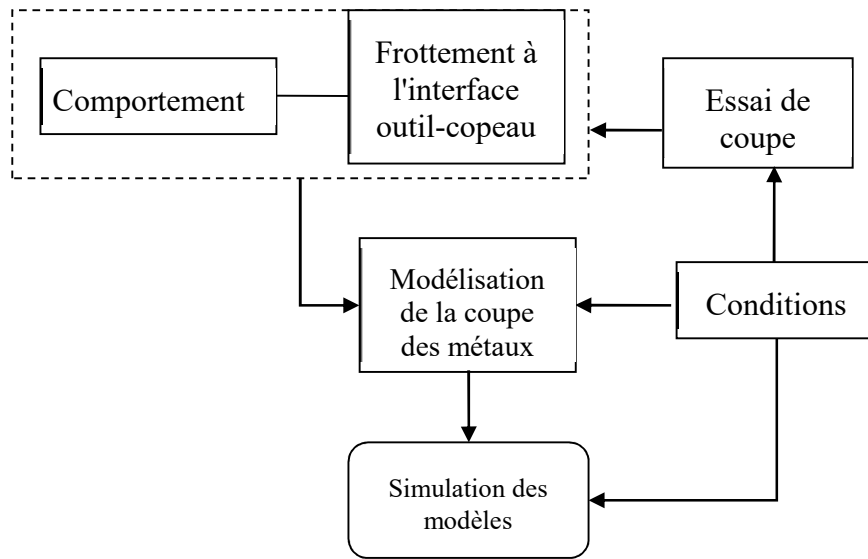 Comportement
Frottement à
l'interface
outil-copeau
Essai de
coupe
Modélisation
de la coupe
des métaux
Conditions
Simulation des
modèles